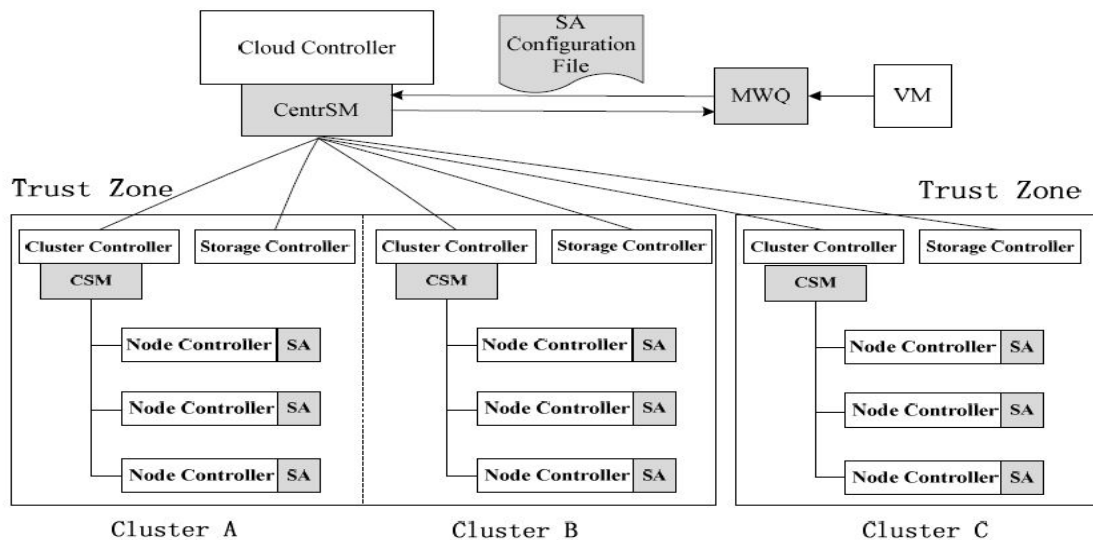 Cloud Controller
SA
Configuration
File
CentrSM
MWQ
VM
Trust Zone
Trust Zone
Cluster Controller
Storage Controller
Cluster Controller
Storage Controller
Cluster Controller
Storage Controller
CSM
CSM
CSM
Node Controller SA
Node Controller SA
Node Controller SA
Node Controller SA
Node Controller SA
Node Controller SA
Node Controller SA
Node Controller SA
Node Controller SA
Cluster A
Cluster B
Cluster C